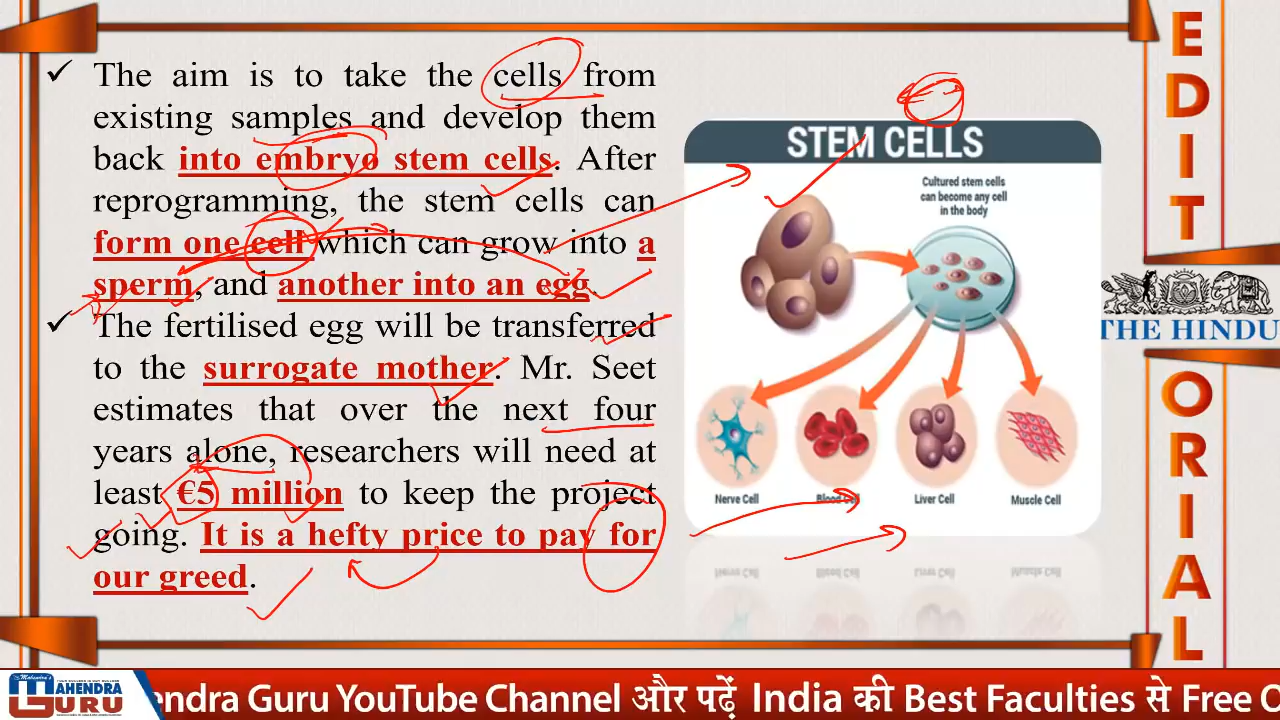 The aim is to take the cells from
existing samples and develop them
back into embryo stem cells. After
reprogramming, the stem cells can
form one cell which can grow into a
sperm, and another into an egg.
The fertilised egg will be transferred
to the surrogate mother. Mr. Seet
estimates that over the next four
years alone, researchers will need at
least €5 million to keep the project
going. It is a hefty price to pay for
our greed.
STEM CELLS
Cultured stem cells
can become any cell
in the body
Nerve Cell
Blood Cell
Liver Cell
Muscle Cell
EDIT
THE HINDU
ORIAL
Mahendra's
MAHENDRA
GURU
endra Guru YouTube Channel और पढ़ें India की Best Faculties से Free O